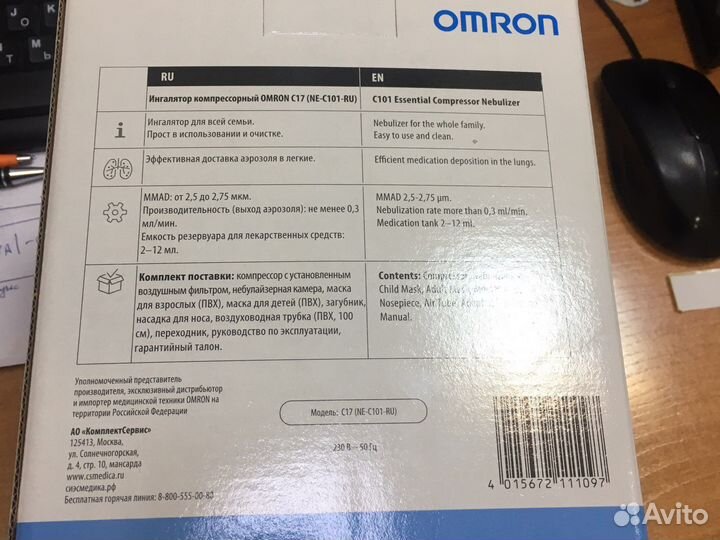 OMRON
RU
EN
Ингалятор компрессорный OMRON C17 (NE-C101-RU)
C101 Essential Compressor Nebulizer
Ингалятор для всей семьи.
Прост в использовании и очистке.
Nebulizer for the whole family.
Easy to use and clean.
Эффективная доставка аэрозоля в легкие.
Efficient medication deposition in the lungs.
MMAD: от 2,5 до 2,75 мкм.
Производительность (выход аэрозоля): не менее 0,3
мл/мин.
Емкость резервуара для лекарственных средств:
2–12 мл.
MMAD 2,5-2,75 μm.
Nebulization rate more than 0,3 ml/min.
Medication tank 2–12 ml.
Комплект поставки: компрессор с установленным
воздушным фильтром, небулайзерная камера, маска
для взрослых (ПВХ), маска для детей (ПВХ), загубник,
насадка для носа, воздуховодная трубка (ПВХ, 100
см), переходник, руководство по эксплуатации,
гарантийный талон.
Contents:
Child Mask, Adult
Nosepiece, Air Tube,
Manual.
Уполномоченный представитель
производителя, эксклюзивный дистрибьютор
и импортер медицинской техники OMRON на
территории Российской Федерации
АО «КомплектСервис»
125413, Москва,
ул. Солнечногорская,
д. 4, стр. 10, мансарда
www.csmedica.ru
сиэсмедика.рф
Бесплатная горячая линия: 8-800-555-00-80
Модель: C17 (NE-C101-RU)
230 В – 50 Гц
4 015672 111097
Avito